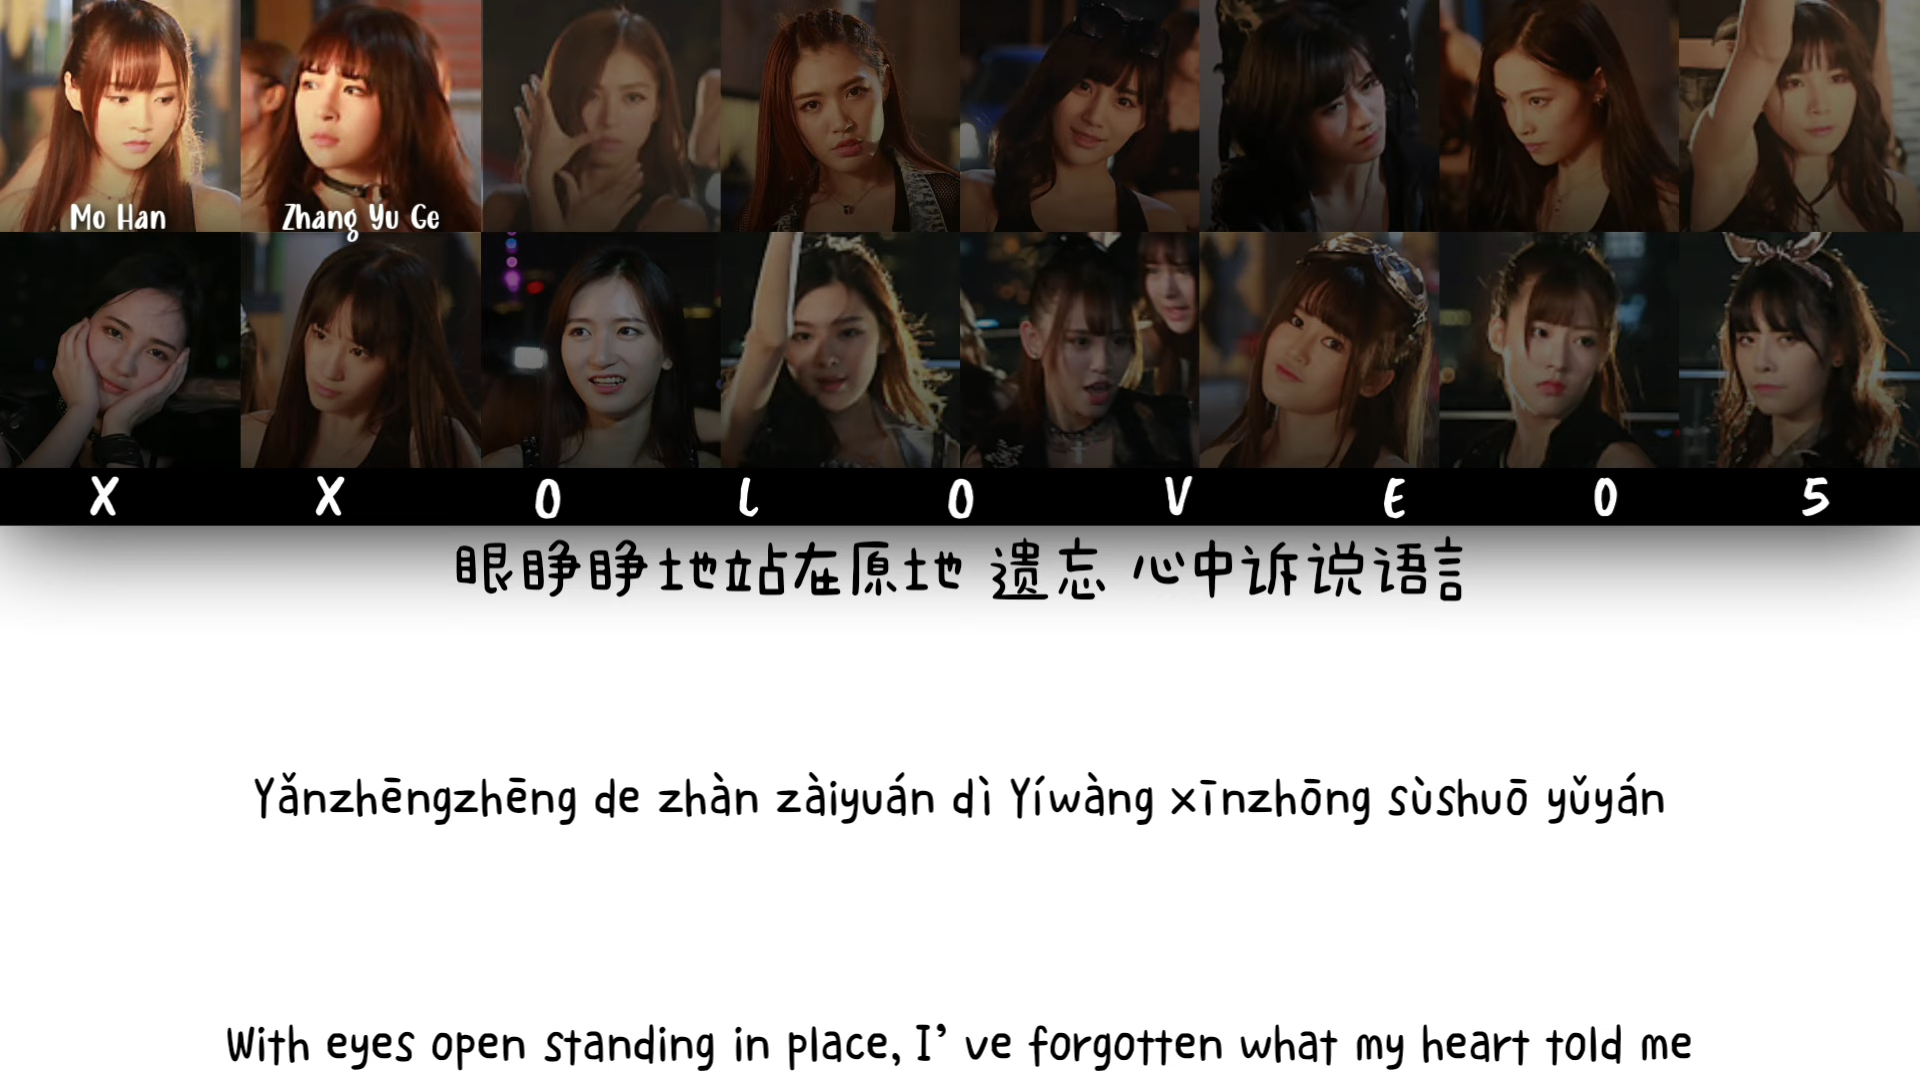 Mo Han Zhang Yu Ge
X X O L O V E 0 5
眼睁睁地站在原地 遗忘 心中诉说语言
Yǎnzhēngzhēng de zhàn zàiyuán dì Yíwàng xīnzhōng sùshuō yǔyán
With eyes open standing in place, I’ ve forgotten what my heart told me